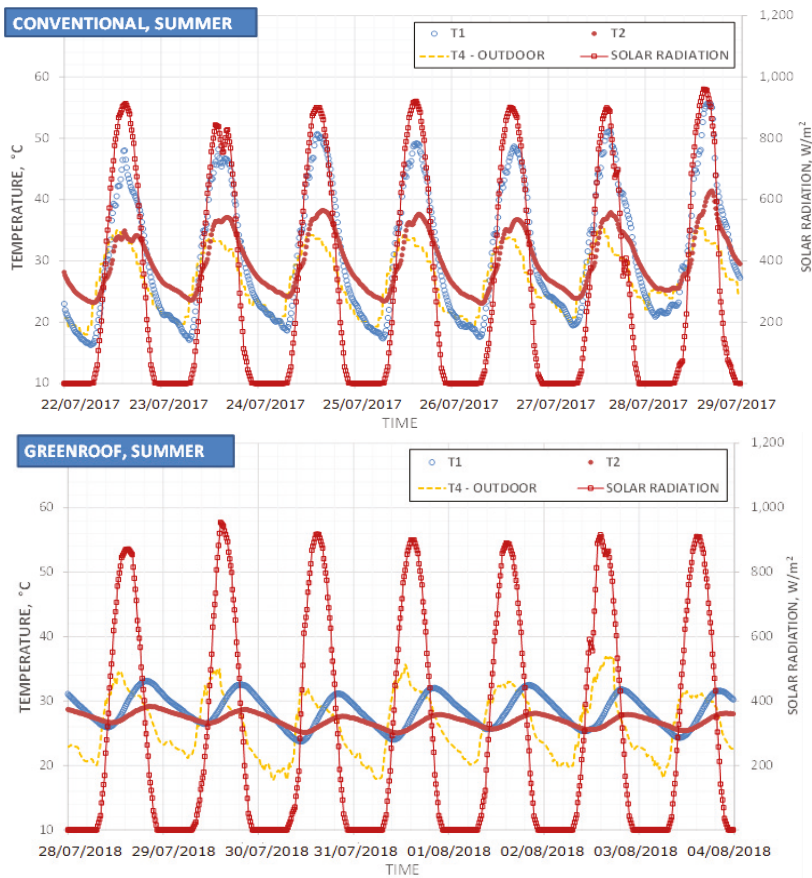 CONVENTIONAL, SUMMER
T1
T2
T4 - OUTDOOR
SOLAR RADIATION
TEMPERATURE, °C
60
50
40
30
20
10
1,200
1,000
800
600
400
200
SOLAR RADIATION, W/m²
22/07/2017
23/07/2017
24/07/2017
25/07/2017
26/07/2017
27/07/2017
28/07/2017
29/07/2017
TIME
GREENROOF, SUMMER
T1
T2
T4 - OUTDOOR
SOLAR RADIATION
TEMPERATURE, °C
60
50
40
30
20
10
1,200
1,000
800
600
400
200
SOLAR RADIATION, W/m²
28/07/2018
29/07/2018
30/07/2018
31/07/2018
01/08/2018
02/08/2018
03/08/2018
04/08/2018
TIME